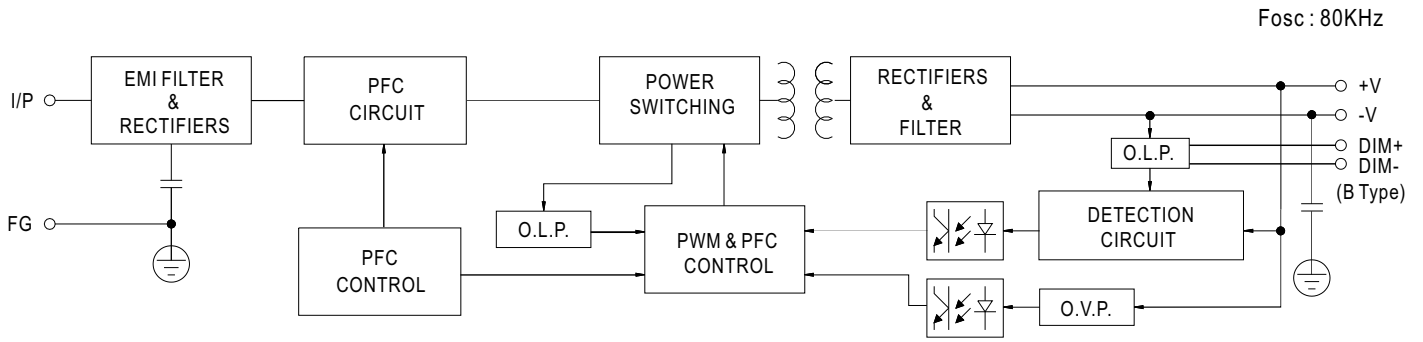 Fosc : 80KHz
I/P
EMI FILTER
&
RECTIFIERS
PFC
CIRCUIT
POWER
SWITCHING
RECTIFIERS
&
FILTER
+V
-V
O.L.P.
DIM+
DIM-
(B Type)
FG
O.L.P.
PFC
CONTROL
PWM & PFC
CONTROL
DETECTION
CIRCUIT
O.V.P.